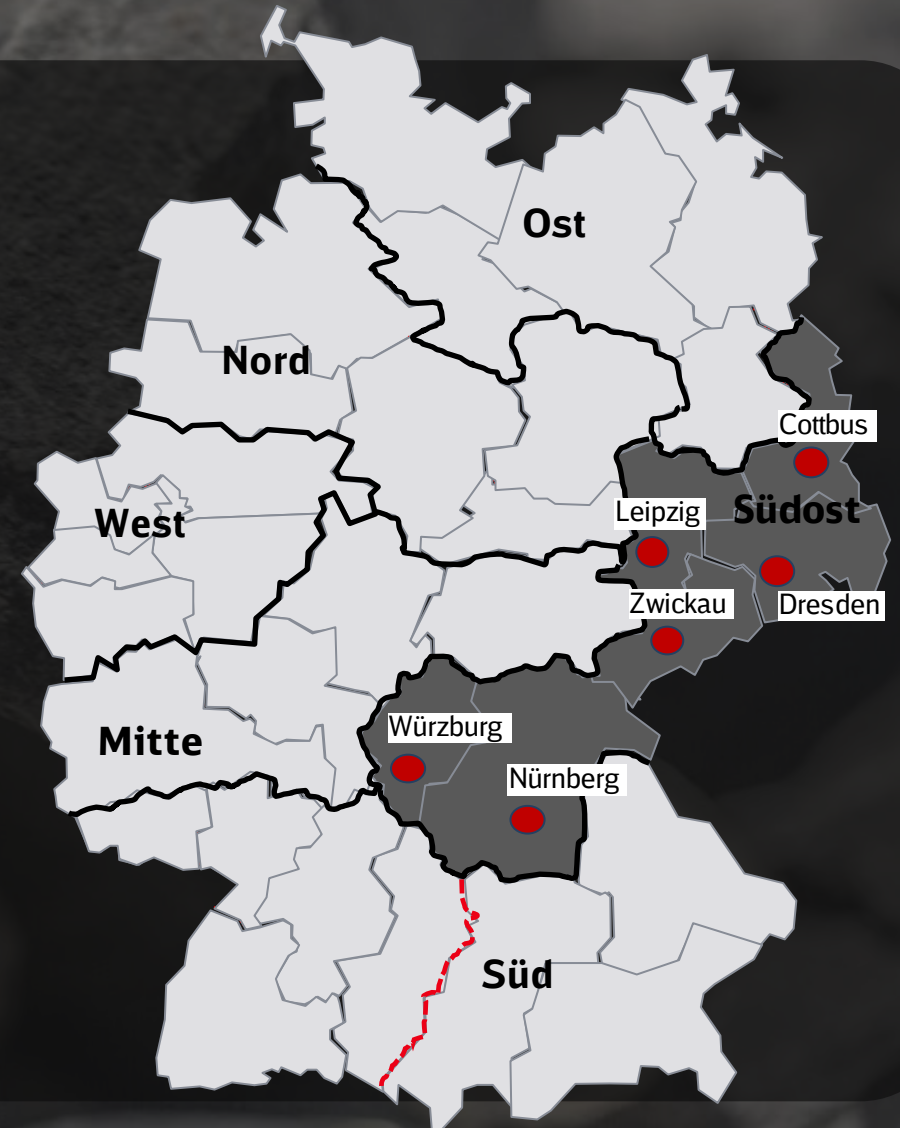 Ost
Nord
Cottbus
West
Leipzig
Südost
Zwickau
Dresden
Mitte
Würzburg
Nürnberg
Süd